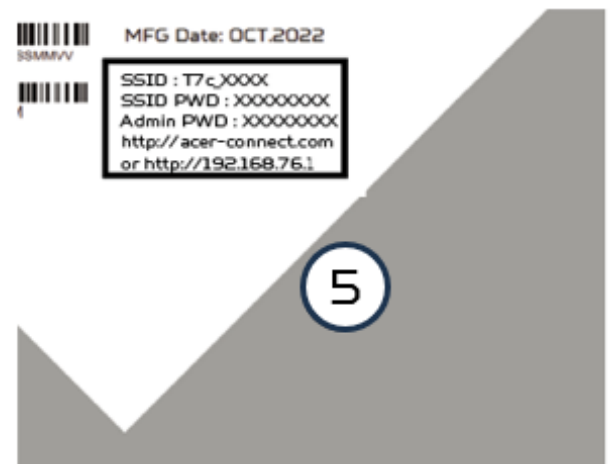 MFG Date: OCT.2022
SSMMVV
SSID : T7c_XXXX
SSID PWD : XXXXXXXX
Admin PWD : XXXXXXXX
http://acer-connect.com
or http://192.168.76.1
5